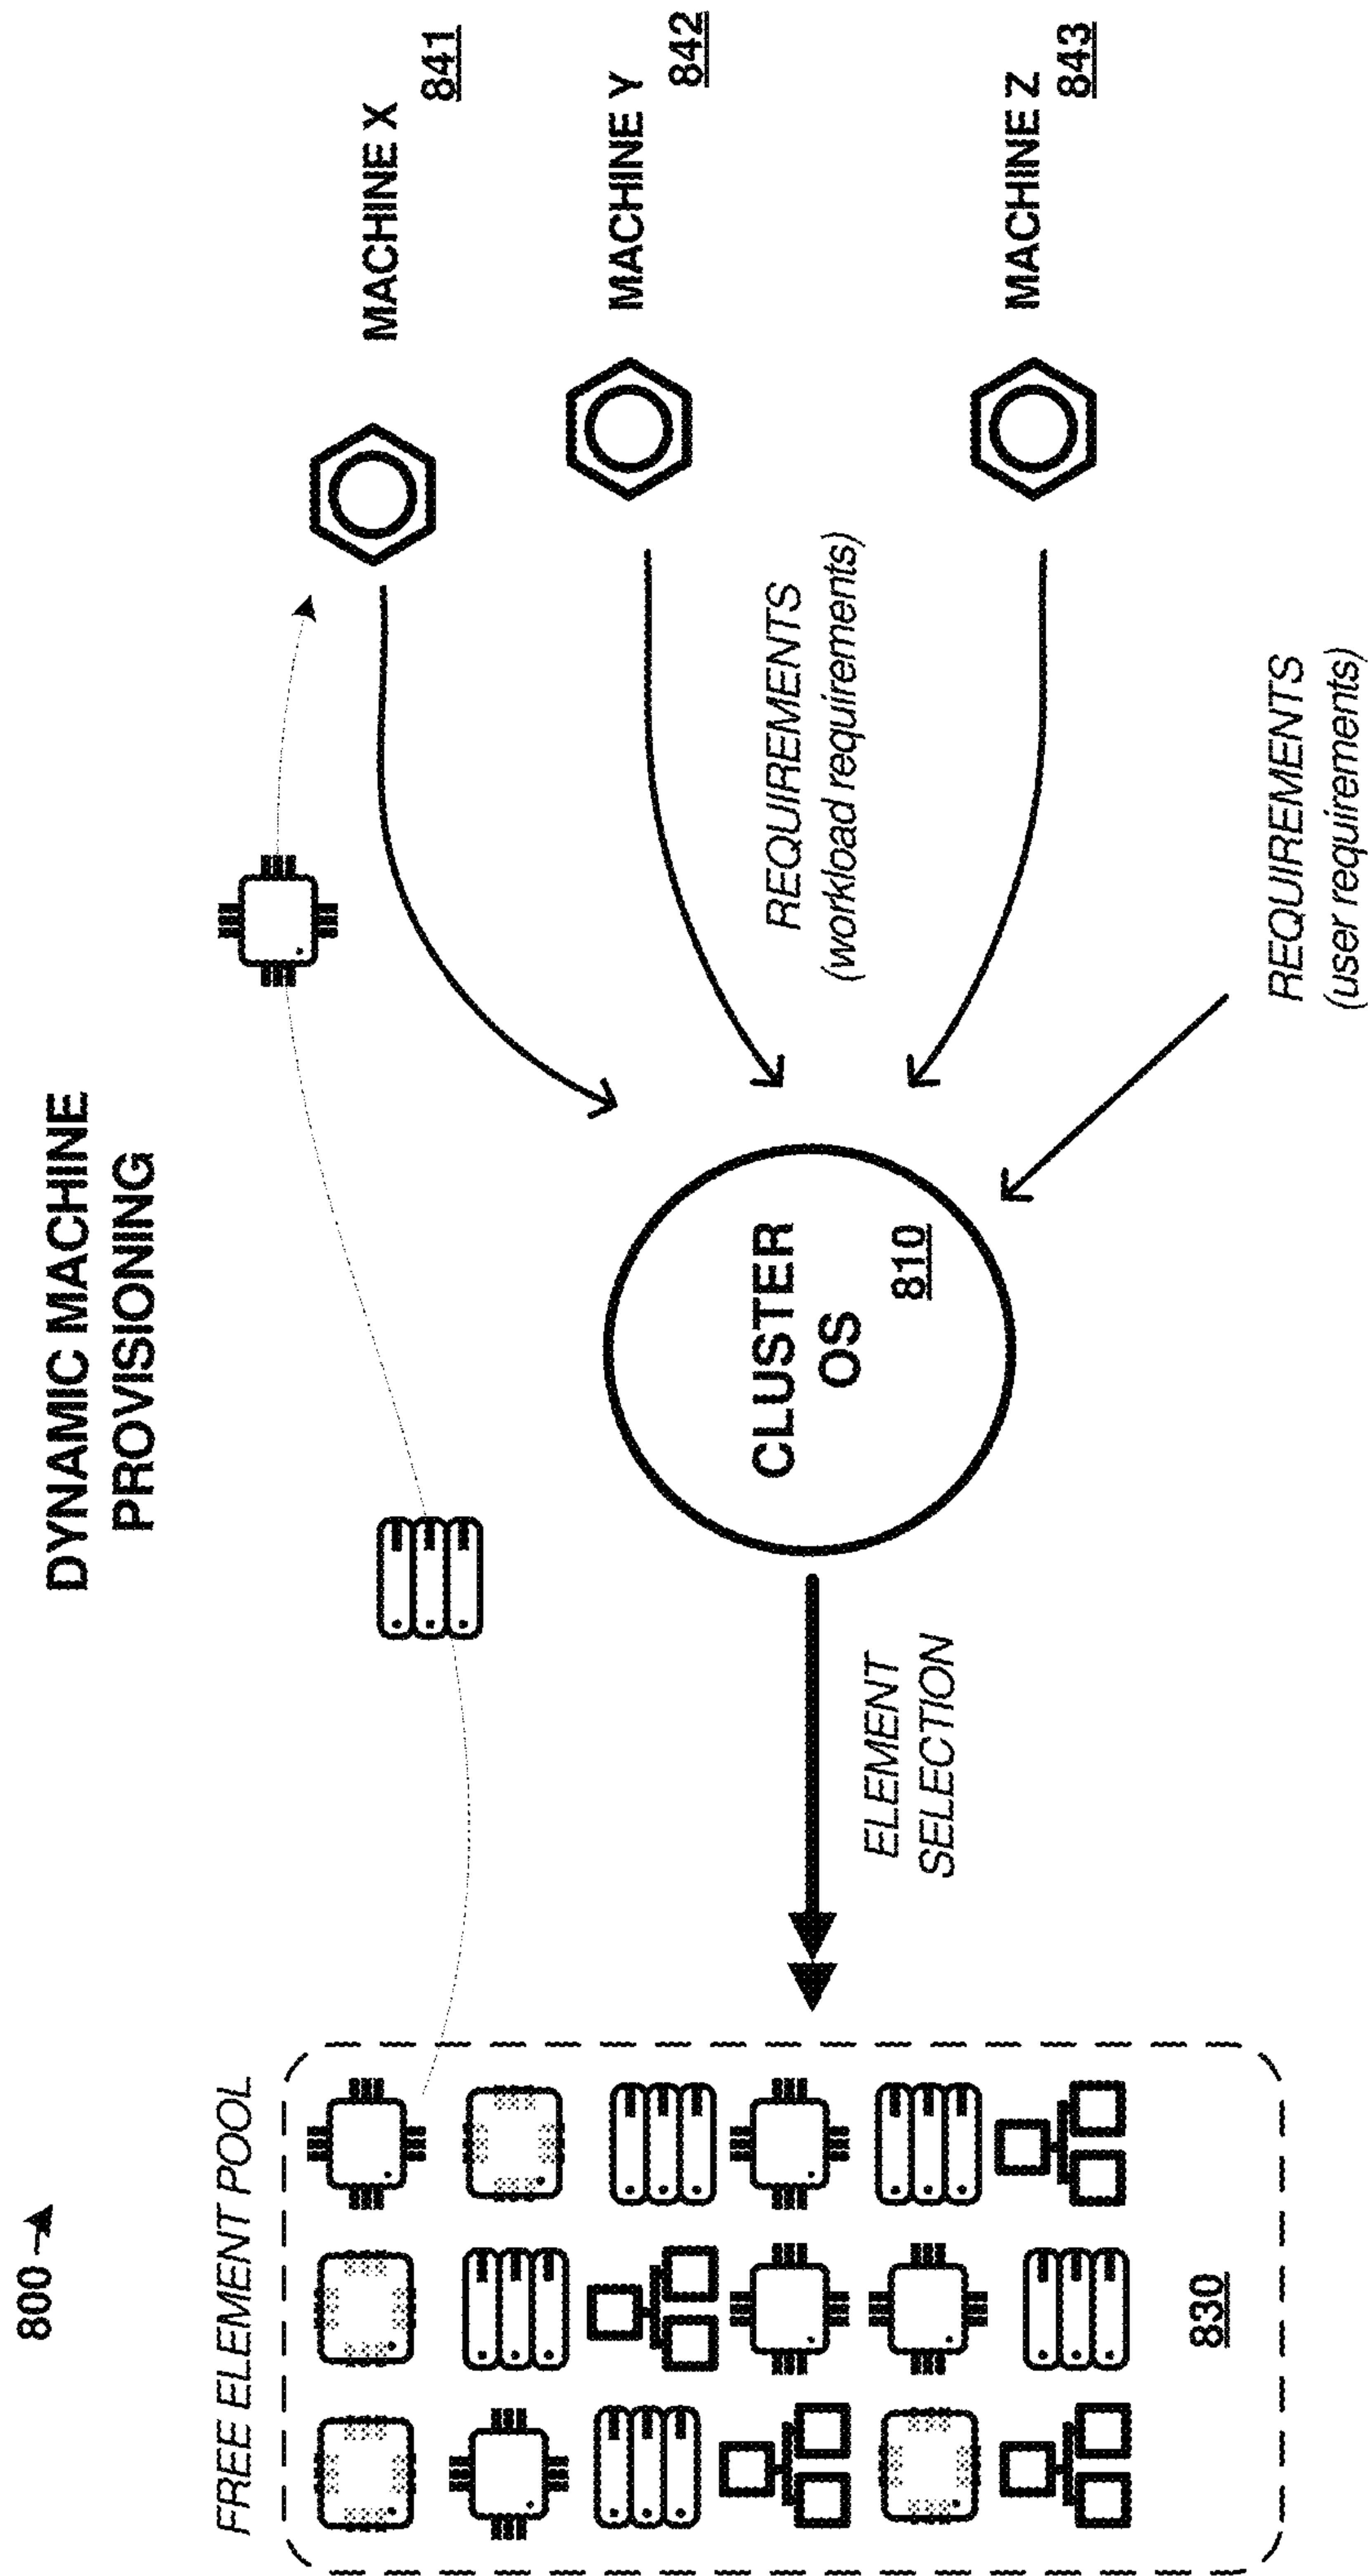 800
DYNAMIC MACHINE
PROVISIONING
FREE ELEMENT POOL
830
ELEMENT
SELECTION
CLUSTER
OS
810
MACHINE X
841
MACHINE Y
842
REQUIREMENTS
(workload requirements)
MACHINE Z
843
REQUIREMENTS
(user requirements)